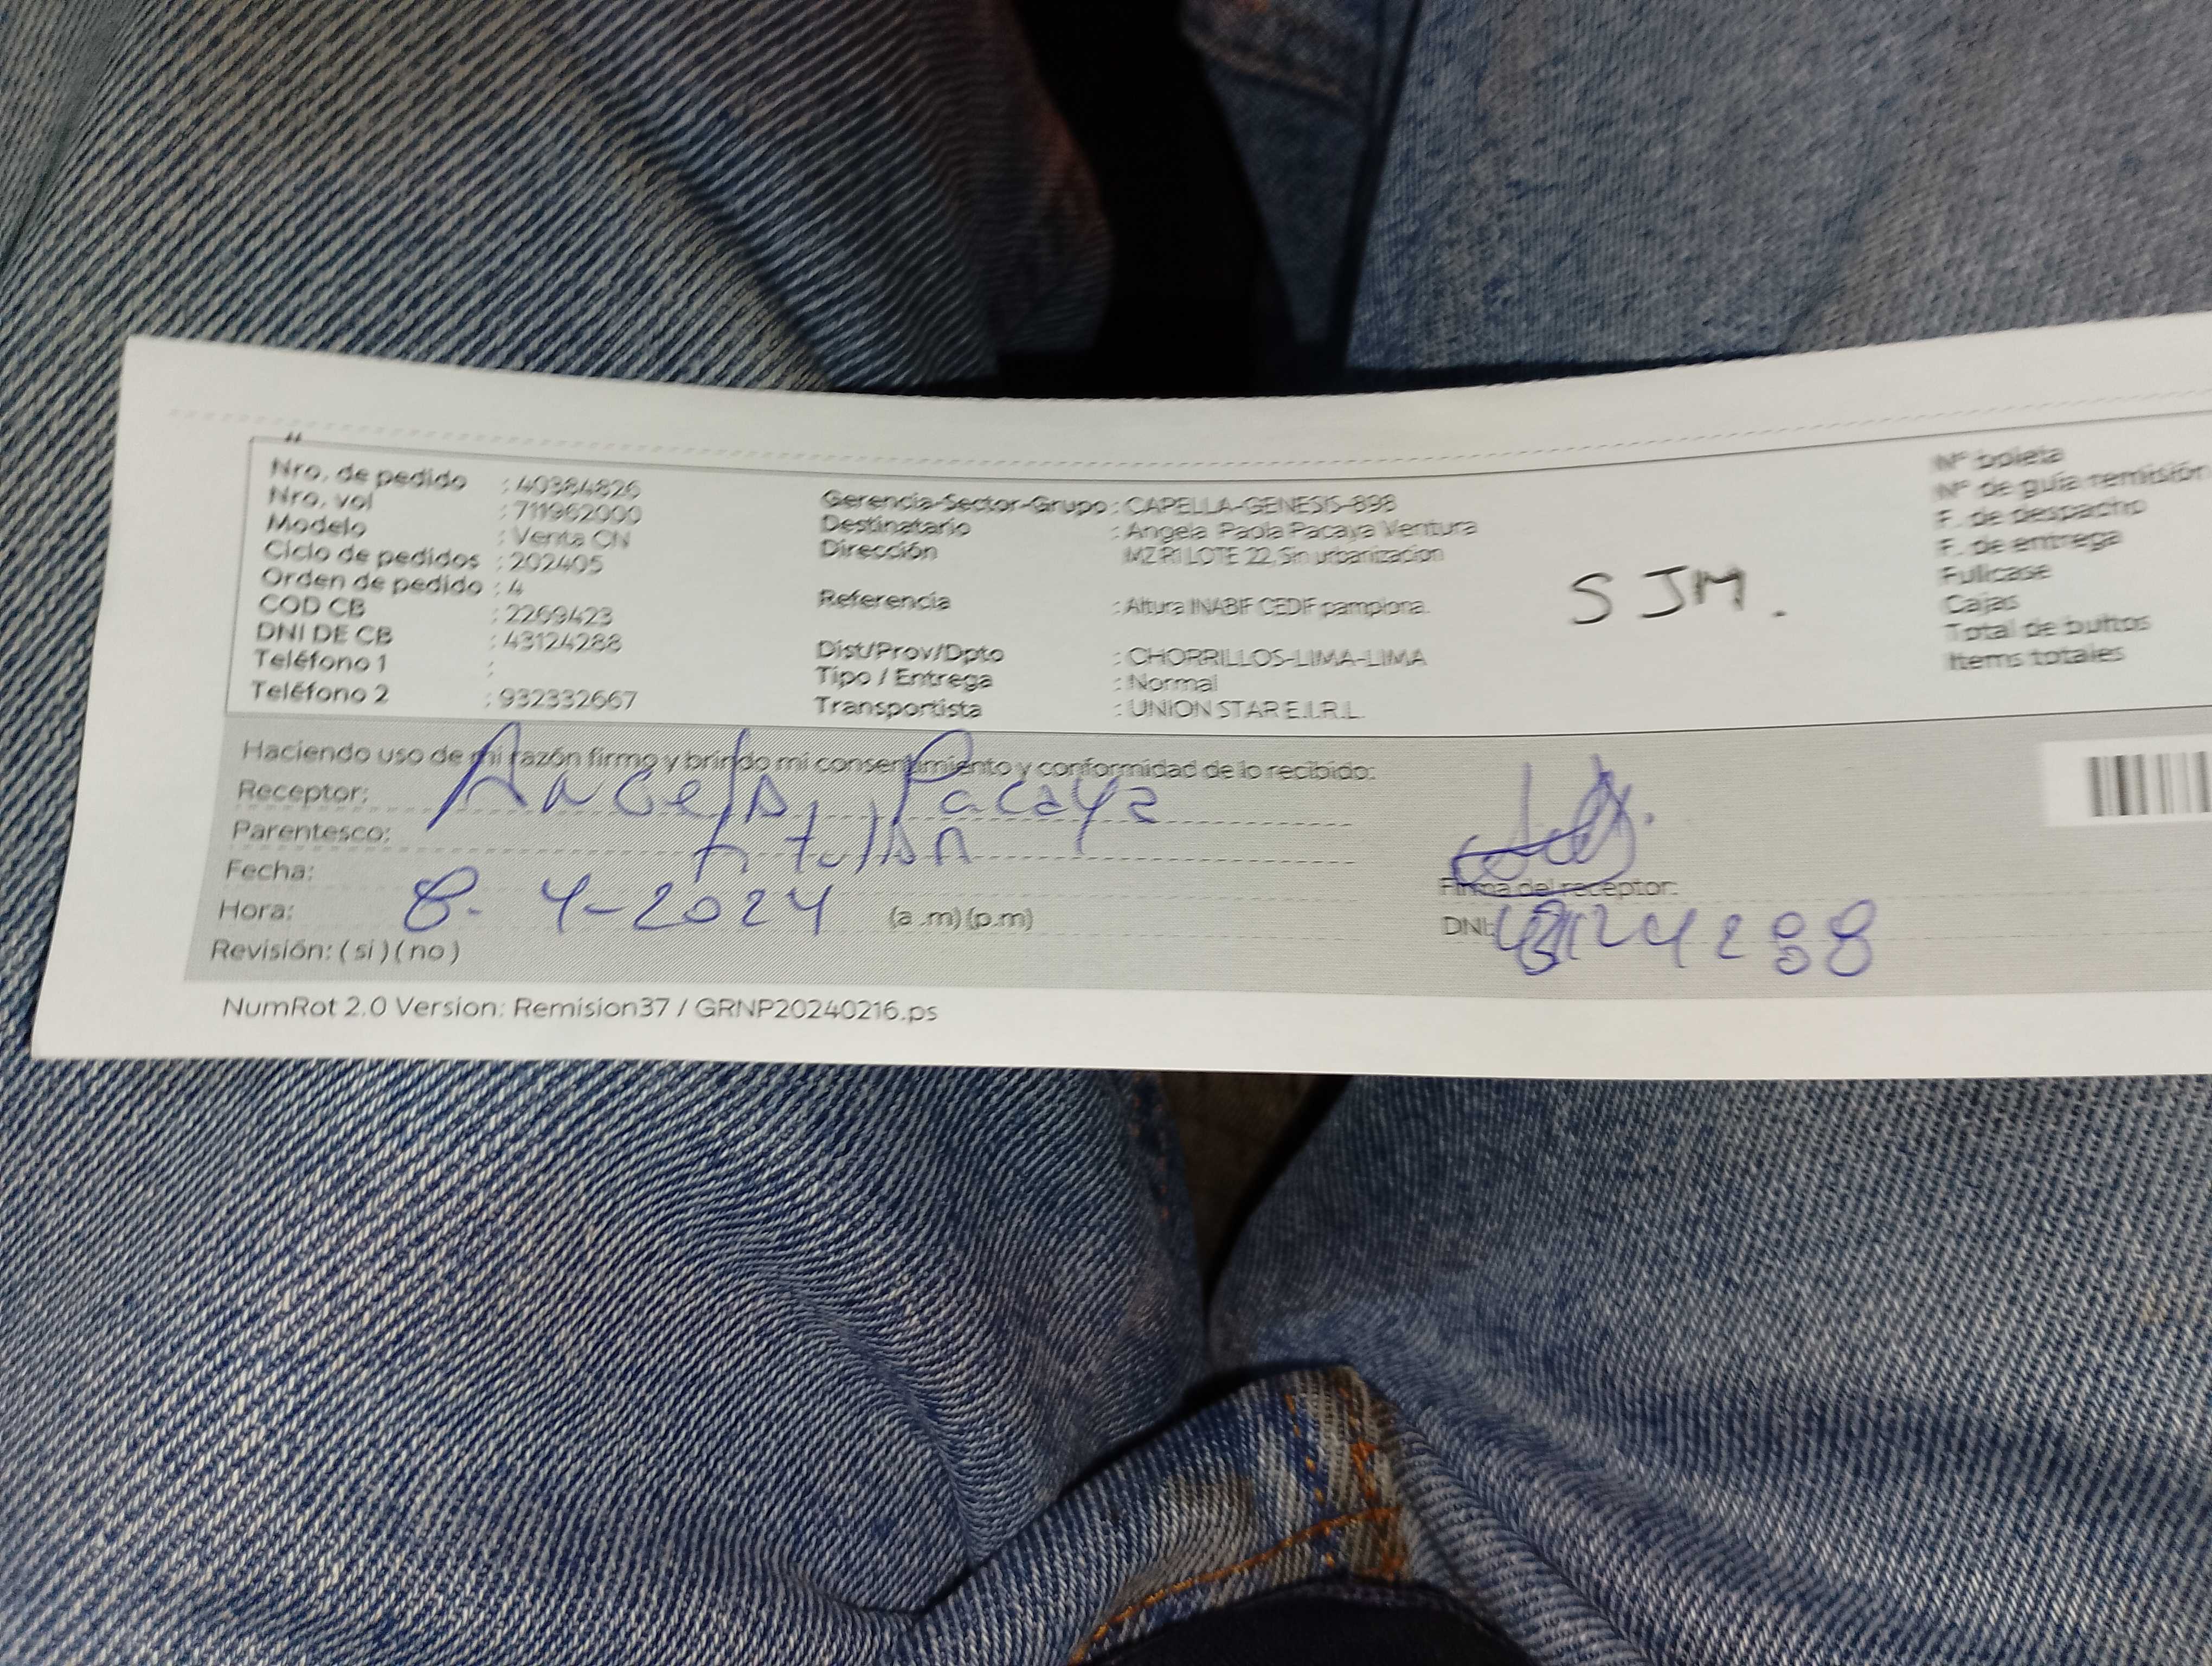 Nro. de pedido : 40384826
Nro. vol : 711962000
Modelo : Venta CN
Ciclo de pedidos : 202405
Orden de pedido : 4
COD CB : 2269423
DNI DE CB : 43124288
Teléfono 1 :
Teléfono 2 : 932332667
Gerencia-Sector-Grupo : CAPELLA-GENESIS-898
Destinatario : Angela Paola Pacaya Ventura
Dirección MZ R1 LOTE 22, Sin urbanizacion
Referencia : Altura INABIF CEDIF pamplona.
Dist/Prov/Dpto : CHORRILLOS-LIMA-LIMA
Tipo / Entrega : Normal
Transportista : UNION STAR E.I.R.L.
SJM.
N° boleta
N° de guía remisión
F. de despacho
F. de entrega
Fullcase
Cajas
Total de bultos
Items totales
Haciendo uso de mi razón firmo y brindo mi consentimiento y conformidad de lo recibido:
Receptor: Angela Pacaya
Parentesco: titular
Fecha:
Hora: 8-4-2024 (a .m) (p.m)
Revisión: ( si ) ( no )
Firma del receptor:
DNI: 43124288
NumRot 2.0 Version: Remision37 / GRNP20240216.ps